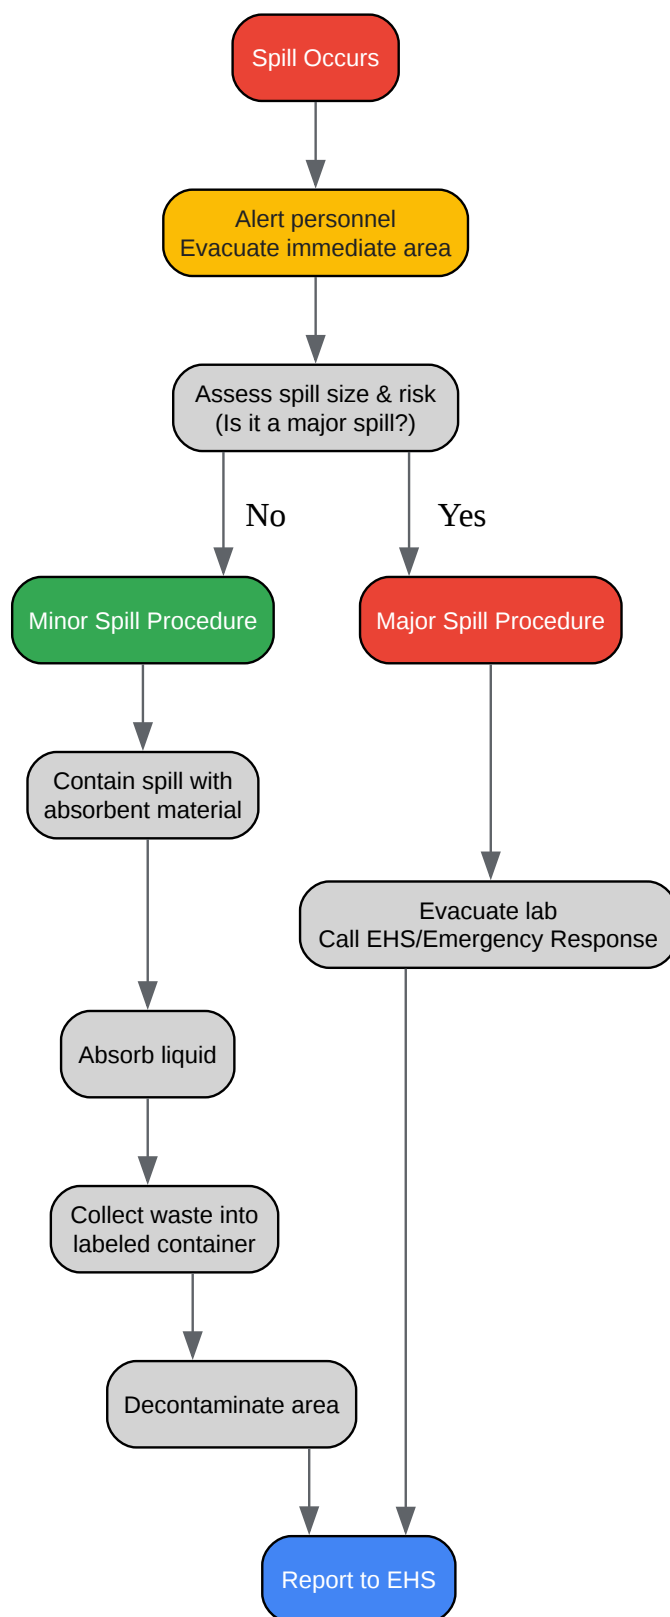 Spill Occurs
Alert personnel
Evacuate immediate area
Assess spill size & risk
(Is it a major spill?)
No
Yes
Minor Spill Procedure
Major Spill Procedure
Contain spill with
absorbent material
Evacuate lab
Call EHS/Emergency Response
Absorb liquid
Collect waste into
labeled container
Decontaminate area
Report to EHS